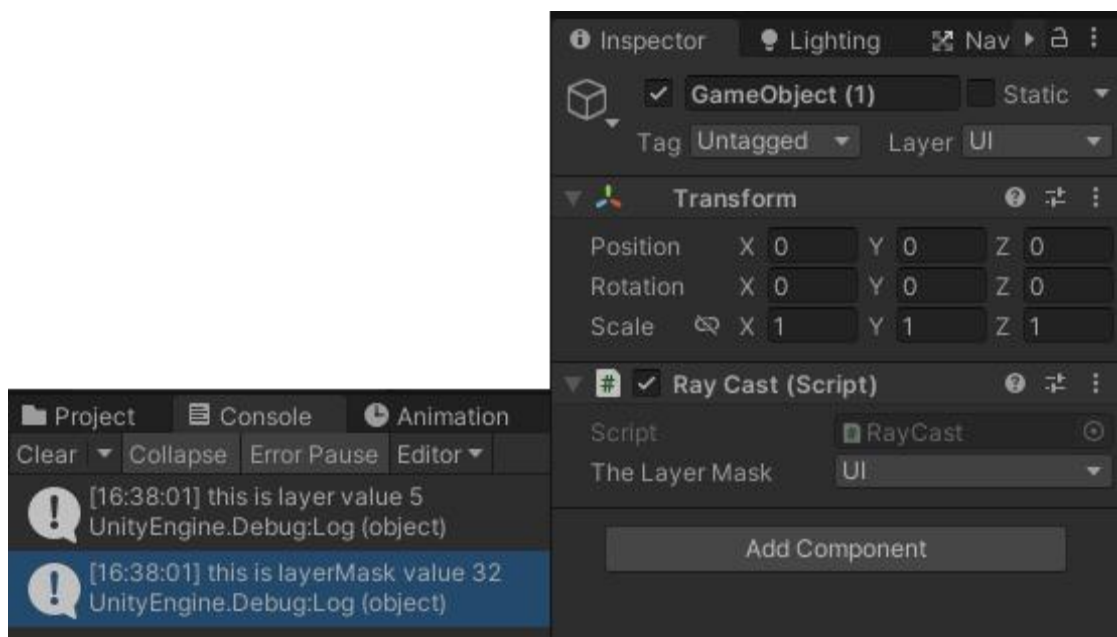 Inspector Lighting Nav
GameObject (1) Static
Tag Untagged Layer UI
Transform
Position X 0 Y 0 Z 0
Rotation X 0 Y 0 Z 0
Scale X 1 Y 1 Z 1
# Ray Cast (Script)
Script # RayCast
The Layer Mask UI
Add Component
Project Console Animation
Clear Collapse Error Pause Editor
[16:38:01] this is layer value 5
UnityEngine.Debug:Log (object)
[16:38:01] this is layerMask value 32
UnityEngine.Debug:Log (object)